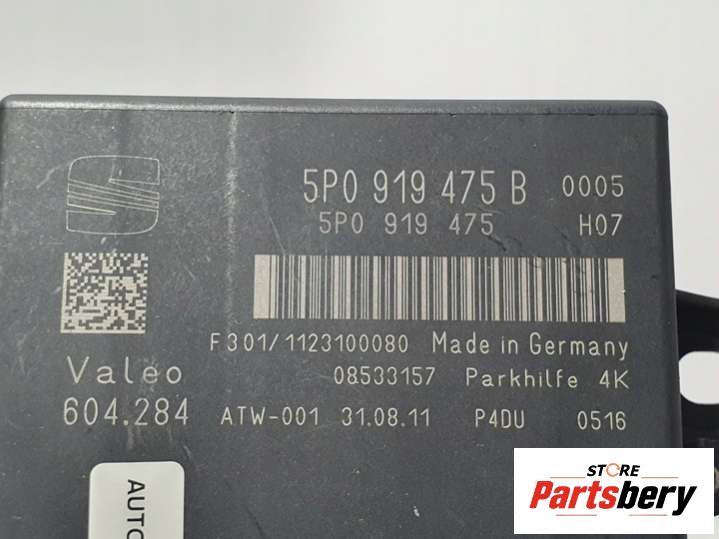 5P0 919 475 B 0005
5P0 919 475 H07
F301/1123100080 Made in Germany
Valeo 08533157 Parkhilfe 4K
604.284 ATW-001 31.08.11 P4DU 0516
AUTO
STORE
Partsbery